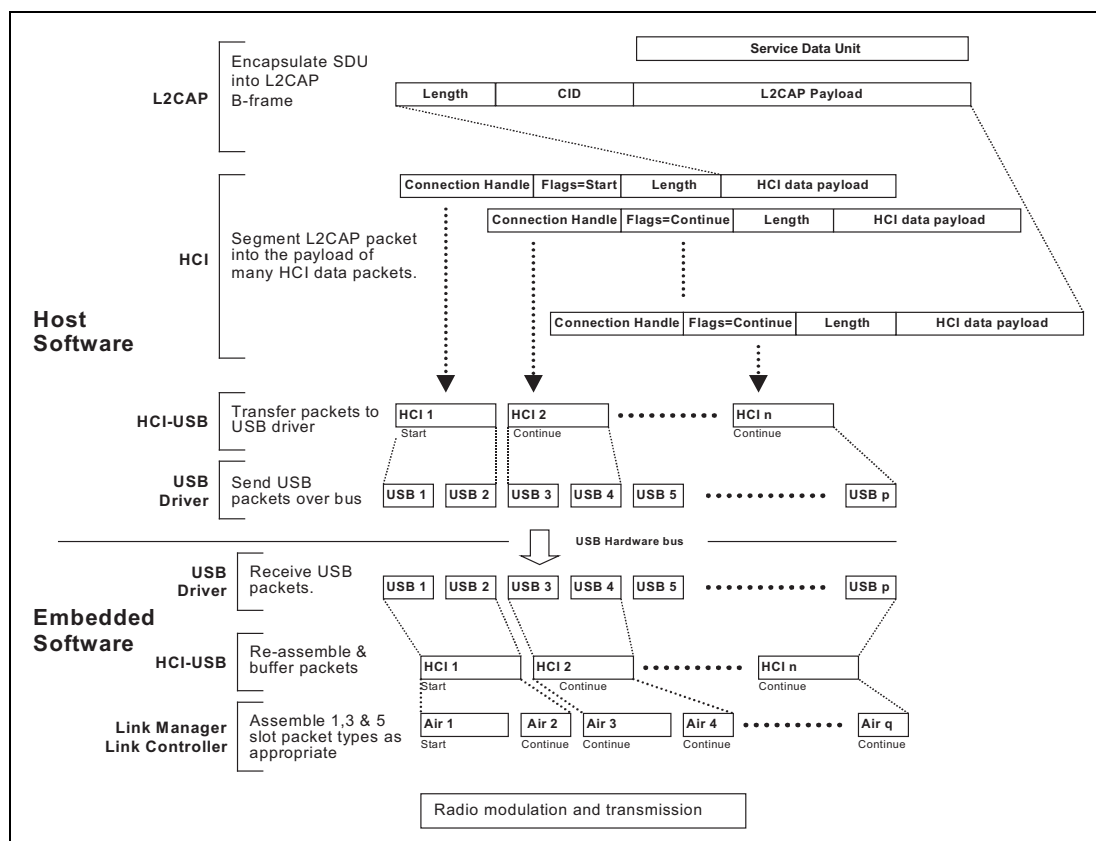 Service Data Unit
L2CAP
Encapsulate SDU
into L2CAP
B-frame
Length CID L2CAP Payload
Connection Handle Flags=Start Length HCI data payload
Connection Handle Flags=Continue Length HCI data payload
HCI
Segment L2CAP packet
into the payload of
many HCI data packets.
Connection Handle Flags=Continue Length HCI data payload
Host
Software
HCI-USB
Transfer packets to
USB driver
HCI 1 HCI 2 HCI n
Start Continue Continue
USB
Driver
Send USB
packets over bus
USB 1 USB 2 USB 3 USB 4 USB 5 USB p
USB Hardware bus
USB
Driver
Receive USB
packets.
USB 1 USB 2 USB 3 USB 4 USB 5 USB p
Embedded
Software
HCI-USB
Re-assemble &
buffer packets
HCI 1 HCI 2 HCI n
Start Continue Continue
Link Manager
Link Controller
Assemble 1,3 & 5
slot packet types as
appropriate
Air 1 Air 2 Air 3 Air 4 Air q
Start Continue Continue Continue Continue
Radio modulation and transmission